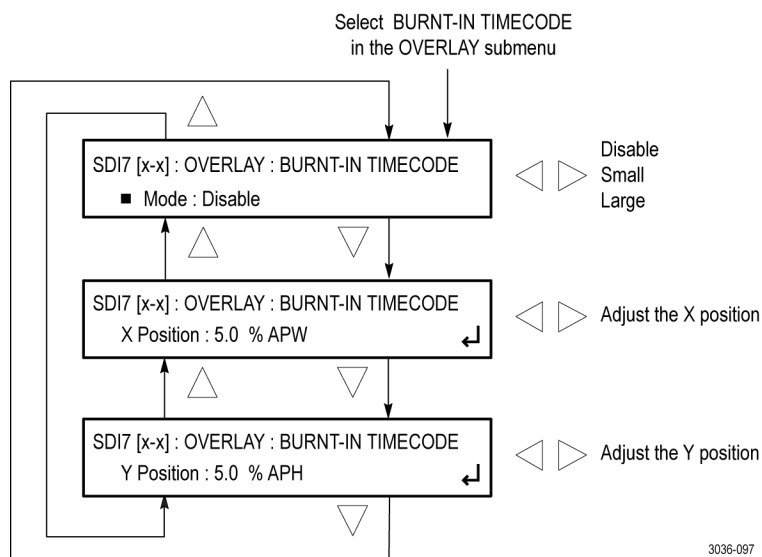 Select BURNT-IN TIMECODE
in the OVERLAY submenu
SDI7 [x-x] : OVERLAY : BURNT-IN TIMECODE
■ Mode : Disable
Disable
Small
Large
SDI7 [x-x] : OVERLAY : BURNT-IN TIMECODE
X Position : 5.0 % APW
Adjust the X position
SDI7 [x-x] : OVERLAY : BURNT-IN TIMECODE
Y Position : 5.0 % APH
Adjust the Y position
3036-097